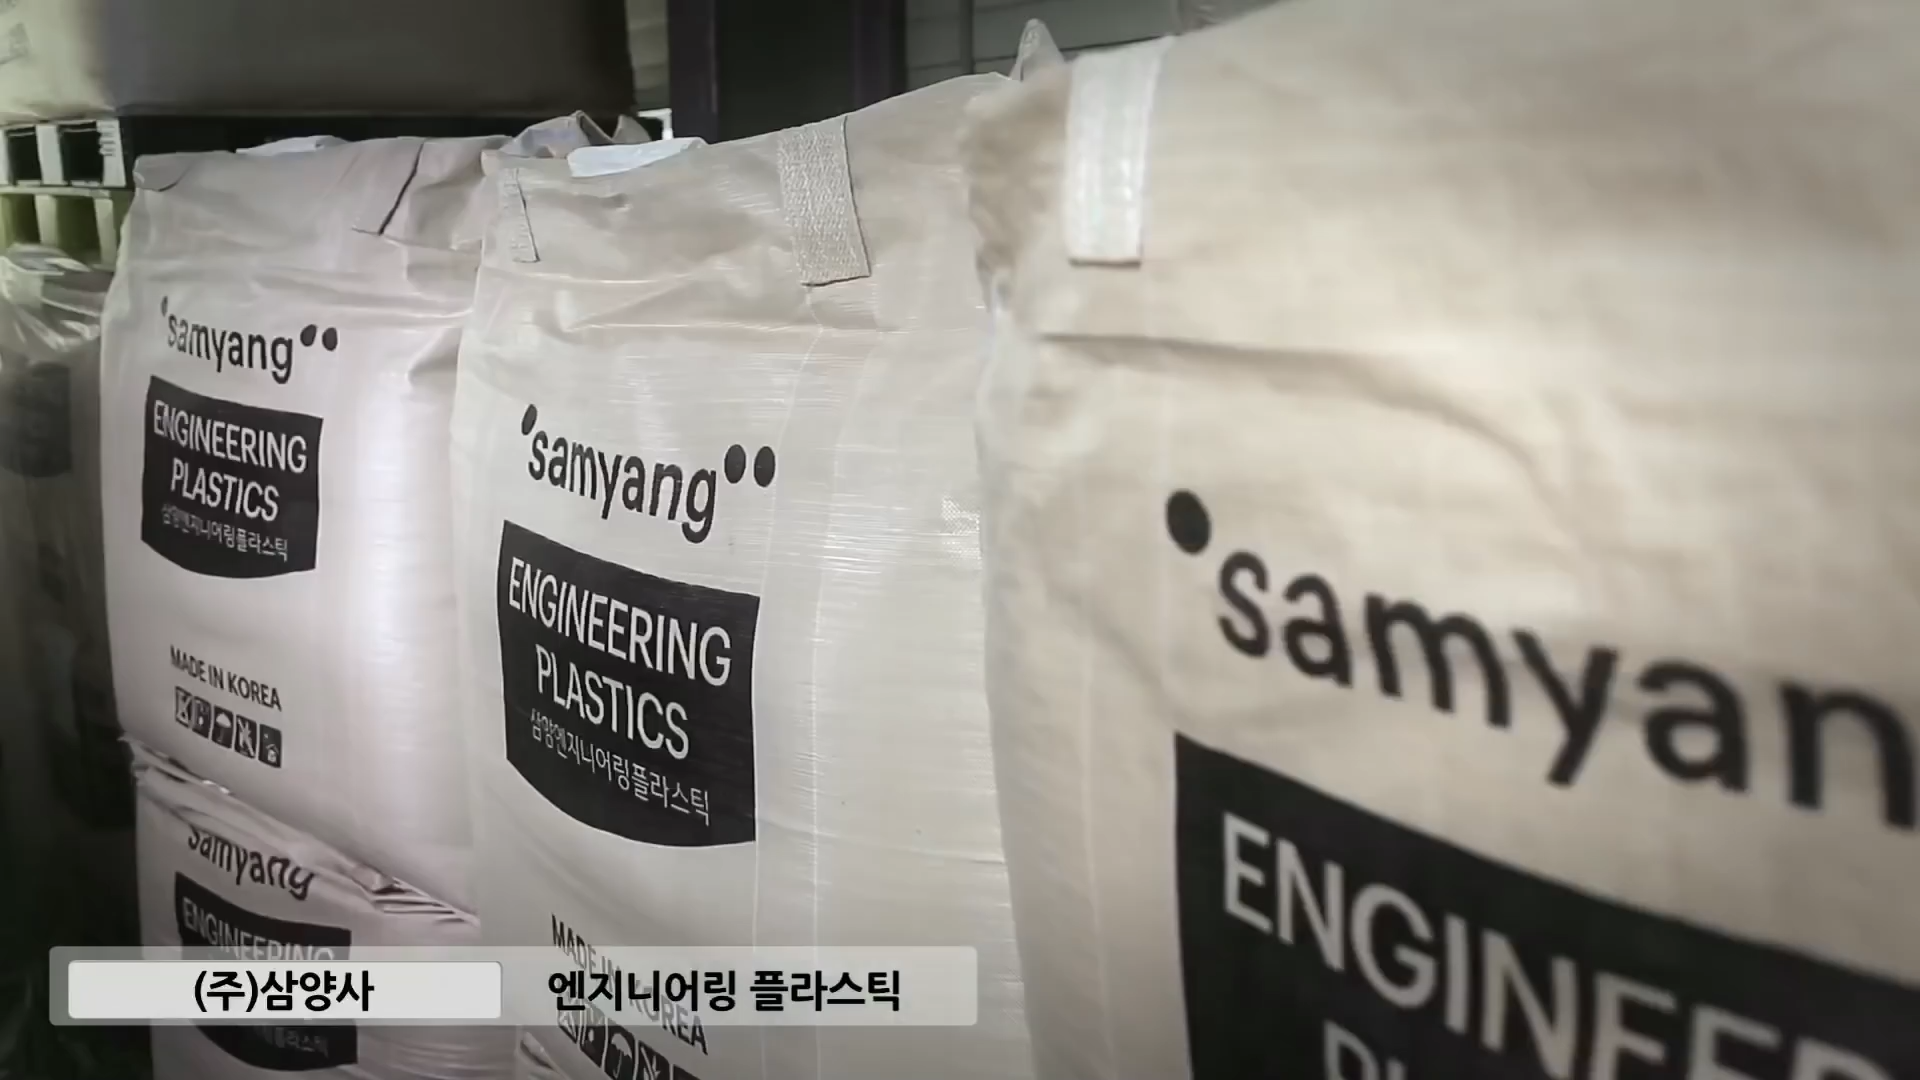 samyang
ENGINEERING
PLASTICS
삼양엔지니어링플라스틱
MADE IN KOREA
samyang
ENGINEERING
PLASTICS
삼양엔지니어링플라스틱
MADE IN KOREA
samyan
ENGINEER
samyang
ENGINEERING
(주)삼양사
엔지니어링 플라스틱